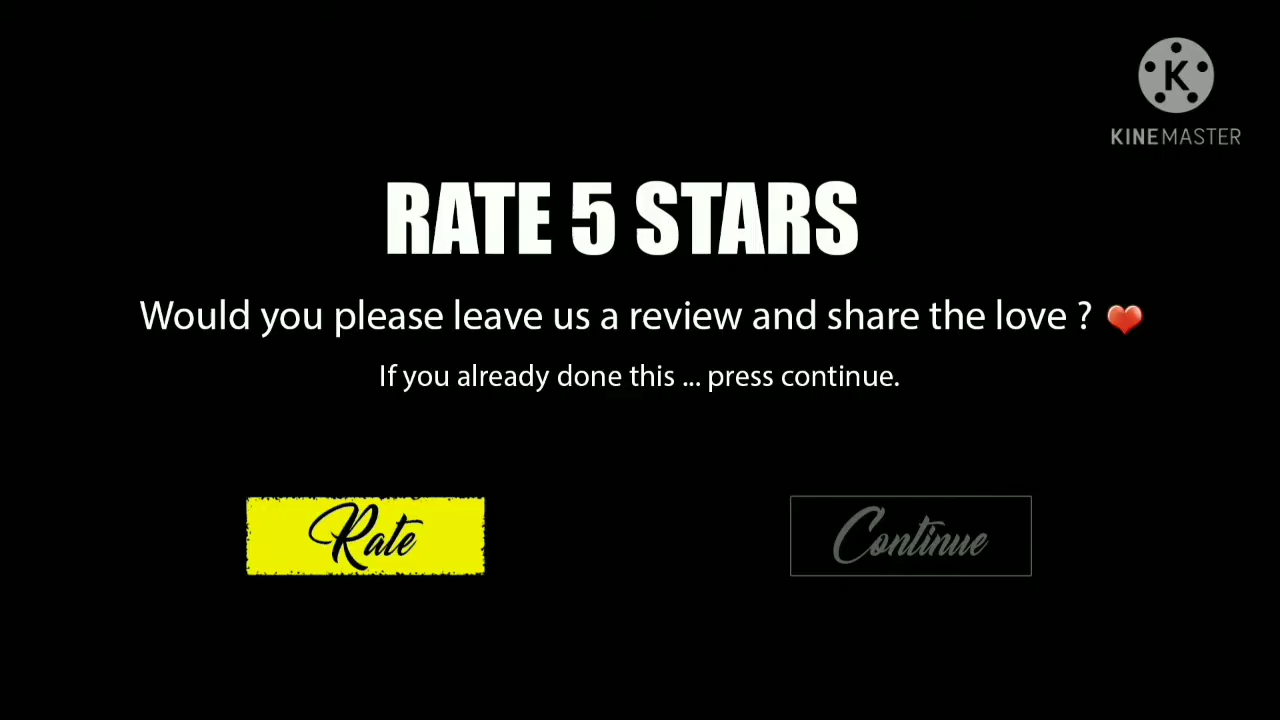 K
KINEMASTER
RATE 5 STARS
Would you please leave us a review and share the love ? ❤
If you already done this ... press continue.
Rate
Continue